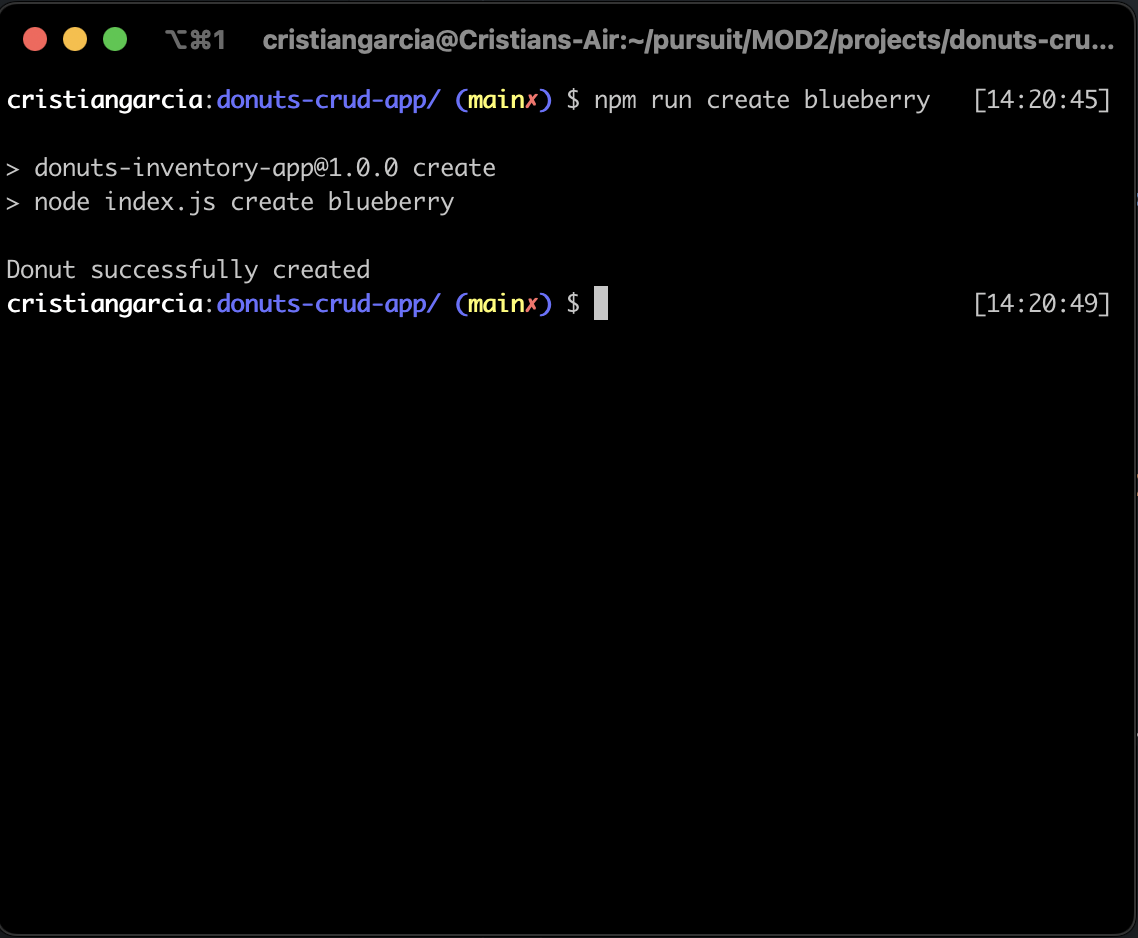 ⌥⌘1 cristiangarcia@Cristians-Air:~/pursuit/MOD2/projects/donuts-cru...
cristiangarcia:donuts-crud-app/ (main✗) $ npm run create blueberry [14:20:45]
> donuts-inventory-app@1.0.0 create
> node index.js create blueberry
Donut successfully created
cristiangarcia:donuts-crud-app/ (main✗) $ [14:20:49]